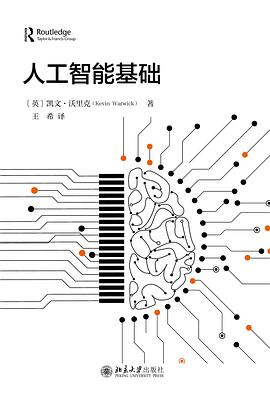 Routledge
Taylor & Francis Group
人工智能基础
[英] 凯文·沃里克 (Kevin Warwick) 著
王希 译
北京大学出版社
PEKING UNIVERSITY PRESS